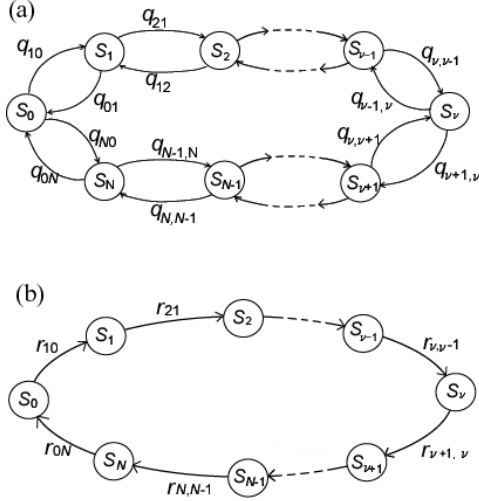 (a)
q21
q10 S1 S2 Sν-1 qν,ν-1
q12
q01 qν-1,ν
S0 Sν
qN0 qν,ν+1
qN-1,N
q0N SN SN-1 Sν+1 qν+1,ν
qN,N-1
(b)
r21
r10 S1 S2 Sν-1 rν,ν-1
S0 Sν
r0N SN SN-1 Sν+1 rν+1,ν
rN,N-1